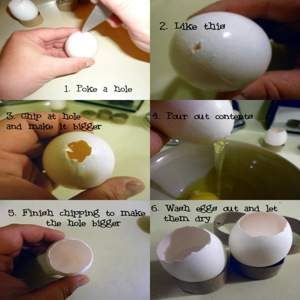 1. Poke a hole
2. Like this
3. Chip at hole
and make it bigger
4. Pour out contents
5. Finish chipping to make
the hole bigger
6. Wash eggs out and let
them dry